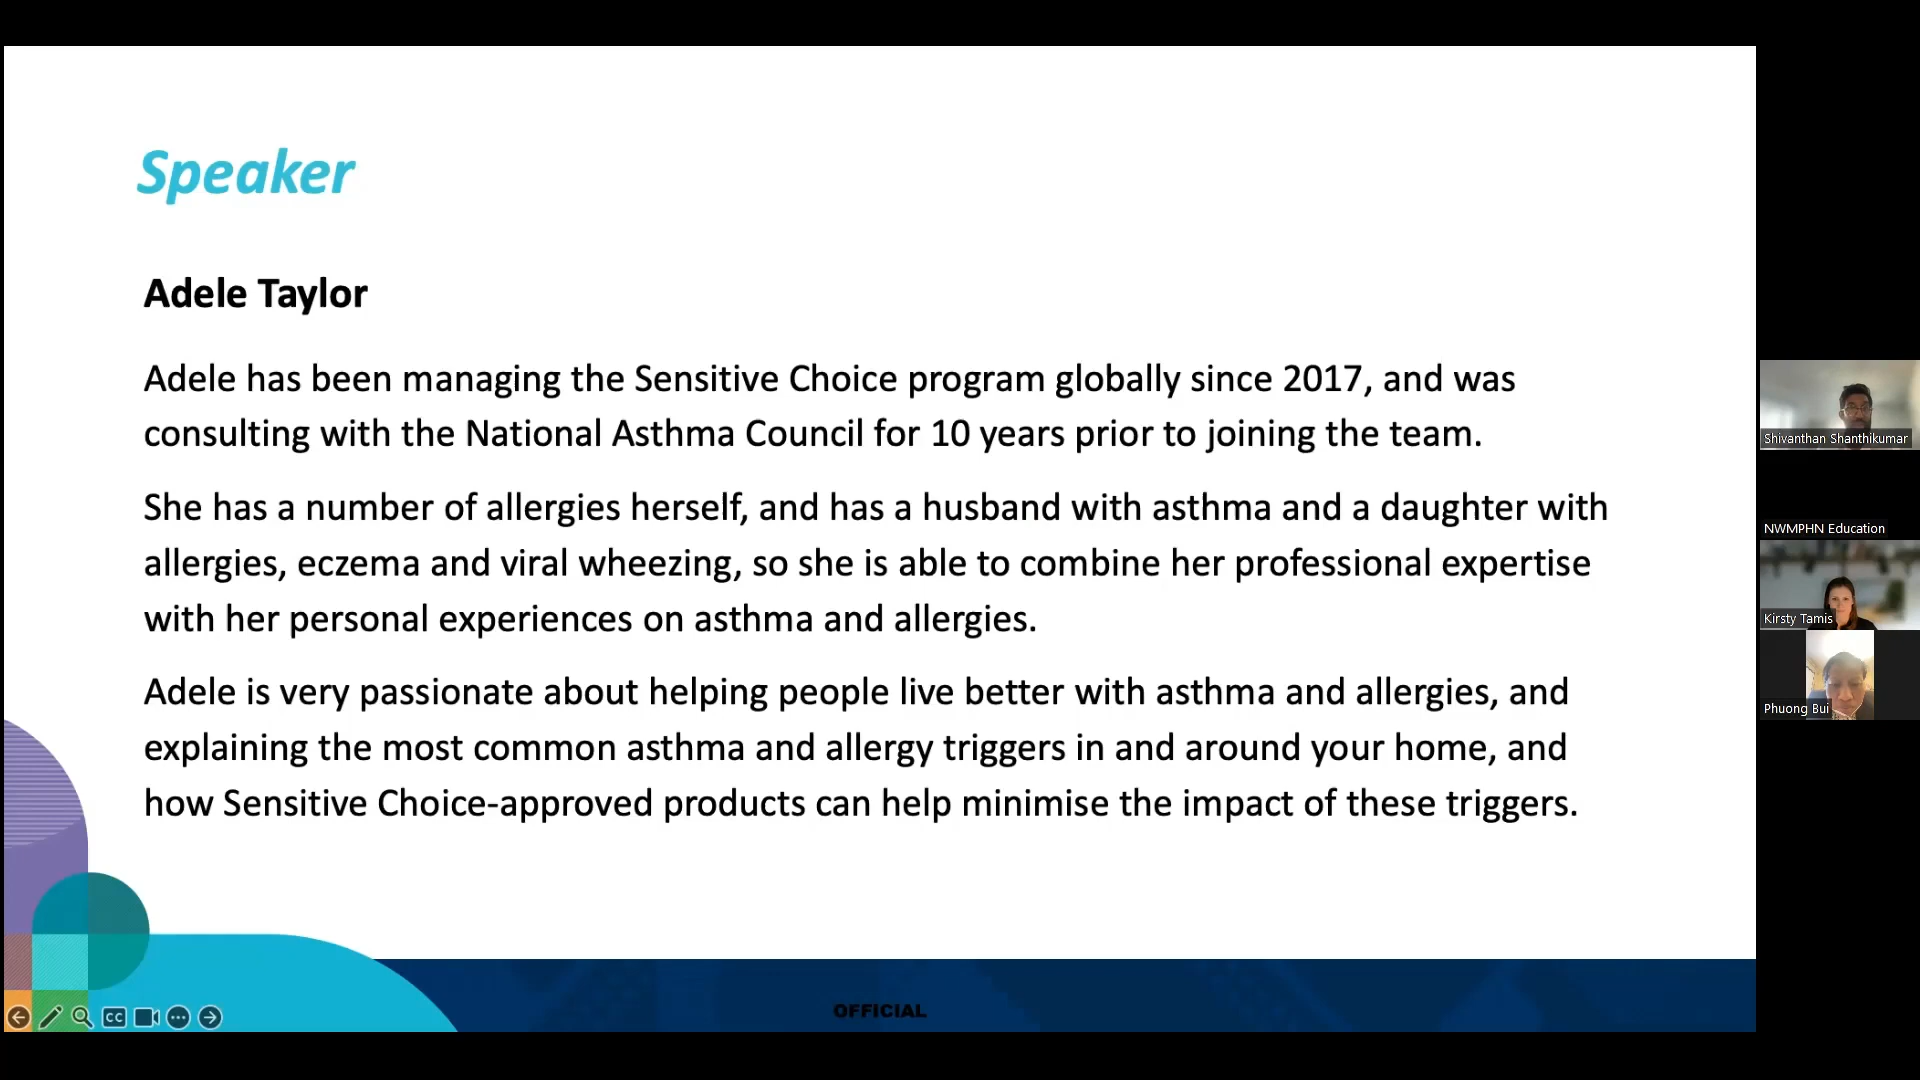 Speaker
Adele Taylor
Adele has been managing the Sensitive Choice program globally since 2017, and was
consulting with the National Asthma Council for 10 years prior to joining the team.
She has a number of allergies herself, and has a husband with asthma and a daughter with
allergies, eczema and viral wheezing, so she is able to combine her professional expertise
with her personal experiences on asthma and allergies.
Adele is very passionate about helping people live better with asthma and allergies, and
explaining the most common asthma and allergy triggers in and around your home, and
how Sensitive Choice-approved products can help minimise the impact of these triggers.
CC
OFFICIAL
Shivanthan Shanthikumar
NWMPHN Education
Kirsty Tamis
Phuong Bui